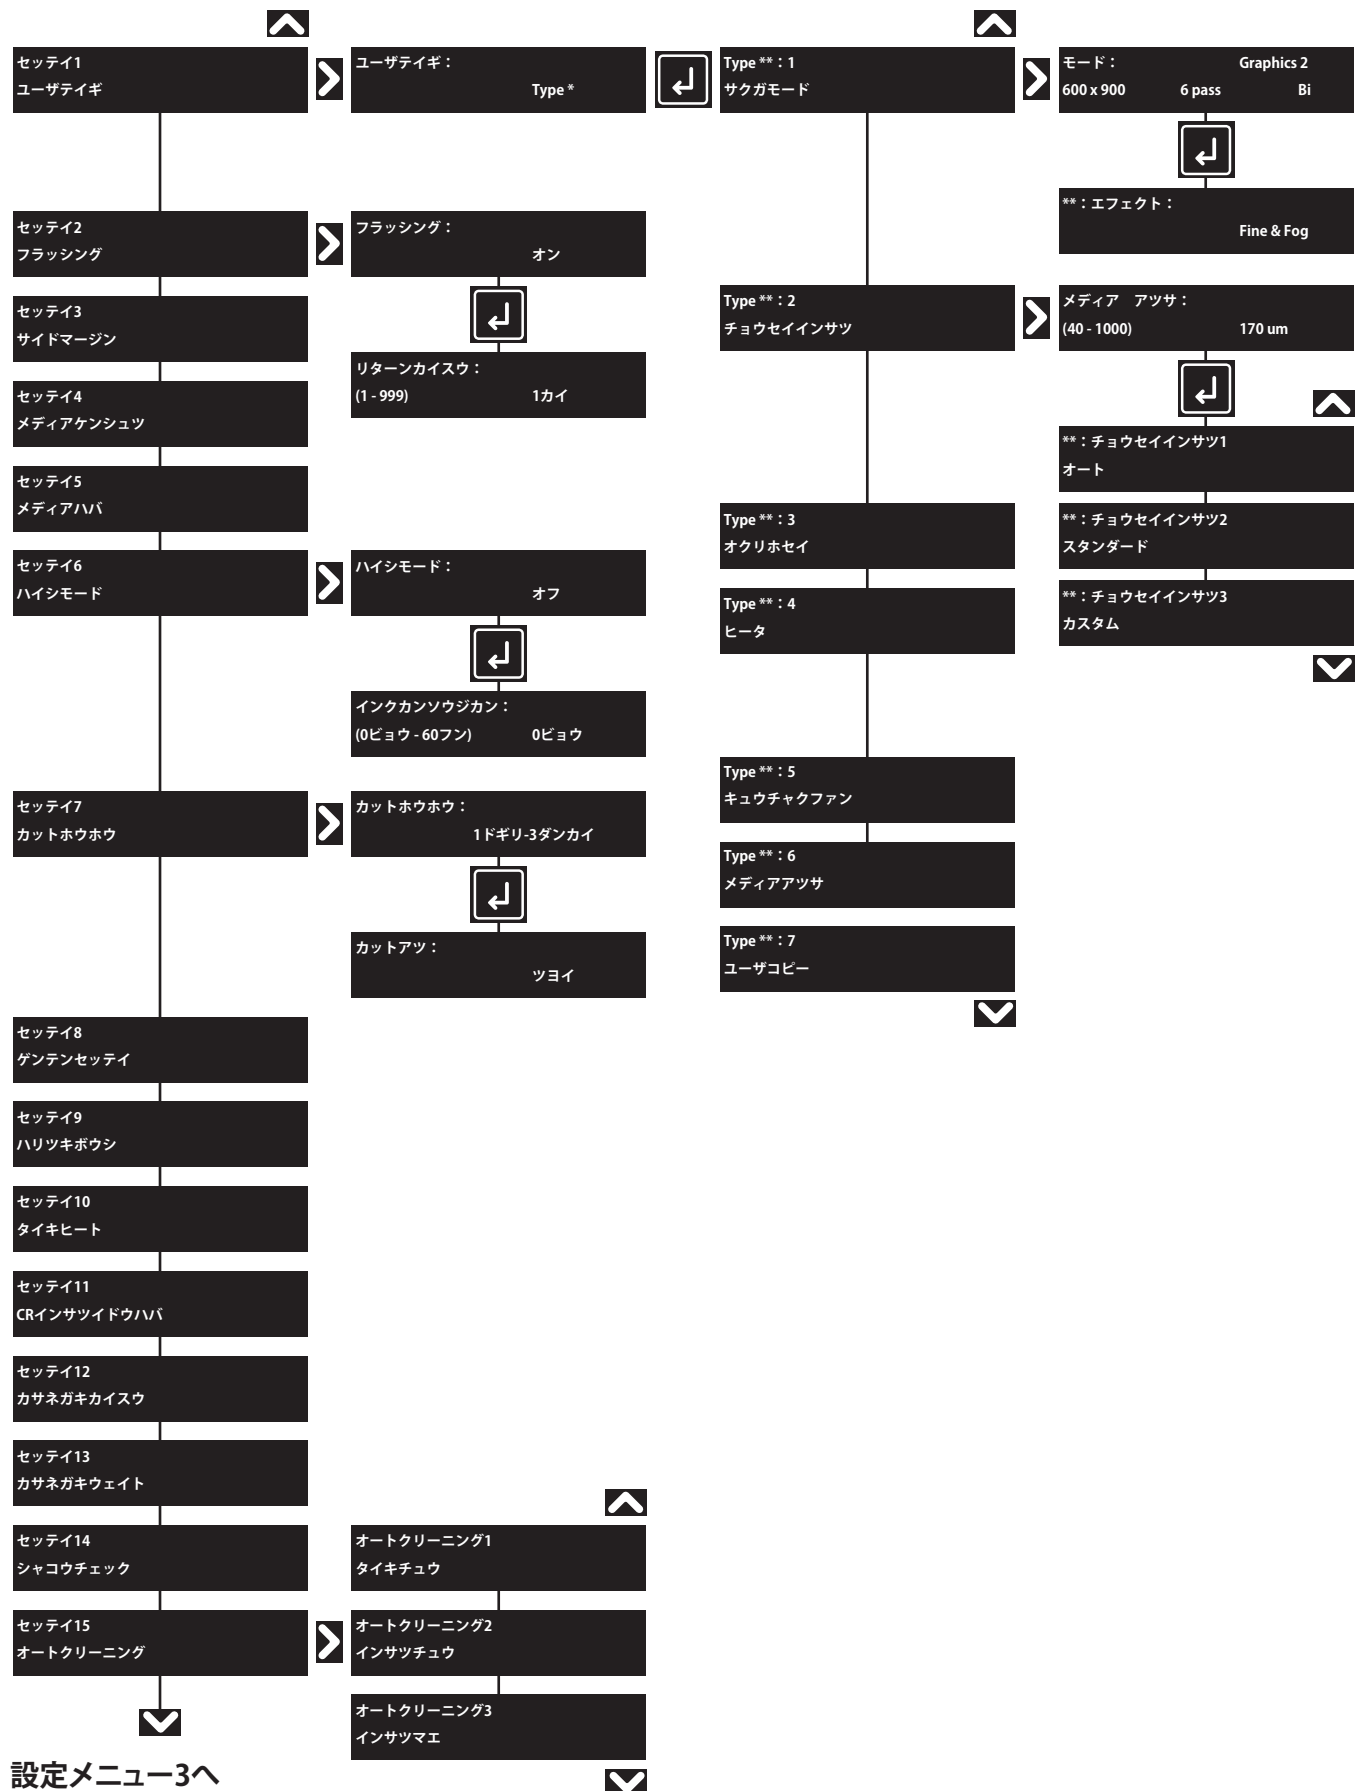 セッテイ1
ユーザテイギ
ユーザテイギ：
Type *
Type **：1
サクガモード
モード： Graphics 2
600 x 900 6 pass Bi
**：エフェクト：
Fine & Fog
セッテイ2
フラッシング
フラッシング：
オン
リターンカイスウ：
(1 - 999) 1カイ
セッテイ3
サイドマージン
セッテイ4
メディアケンシュツ
セッテイ5
メディアハバ
セッテイ6
ハイシモード
ハイシモード：
オフ
インクカンソウジカン：
(0ビョウ - 60フン) 0ビョウ
セッテイ7
カットホウホウ
カットホウホウ：
1ドギリ-3ダンカイ
カットアツ：
ツヨイ
セッテイ8
ゲンテンセッテイ
セッテイ9
ハリツキボウシ
セッテイ10
タイキヒート
セッテイ11
CRインサツイドウハバ
セッテイ12
カサネガキカイスウ
セッテイ13
カサネガキウェイト
セッテイ14
シャコウチェック
セッテイ15
オートクリーニング
オートクリーニング1
タイキチュウ
オートクリーニング2
インサツチュウ
オートクリーニング3
インサツマエ
Type **：2
チョウセイインサツ
メディア　アツサ：
(40 - 1000) 170 um
**：チョウセイインサツ1
オート
**：チョウセイインサツ2
スタンダード
**：チョウセイインサツ3
カスタム
Type **：3
オクリホセイ
Type **：4
ヒータ
Type **：5
キュウチャクファン
Type **：6
メディアアツサ
Type **：7
ユーザコピー
設定メニュー3へ